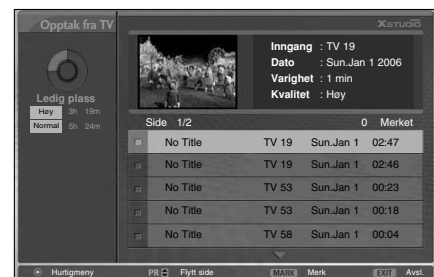 Opptak fra TV
XSTUDIO PRO
Inngang : TV 19
Dato : Sun.Jan 1 2006
Varighet : 1 min
Kvalitet : Høy
Ledig plass
Høy 3h 19m
Normal 5h 24m
Side 1/2 0 Merket
No Title TV 19 Sun.Jan 1 02:47
No Title TV 19 Sun.Jan 1 02:46
No Title TV 53 Sun.Jan 1 00:23
No Title TV 53 Sun.Jan 1 00:18
No Title TV 58 Sun.Jan 1 00:04
Hurtigmeny PR Flytt side MARK Merk EXIT Avsl.